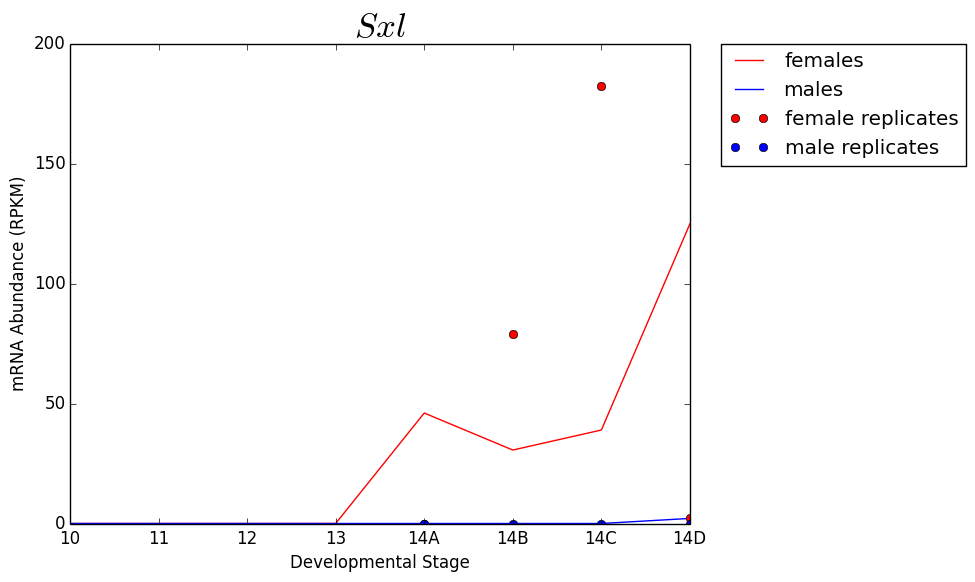 Sxl
200
150
100
50
0
mRNA Abundance (RPKM)
10 11 12 13 14A 14B 14C 14D
Developmental Stage
females
males
female replicates
male replicates